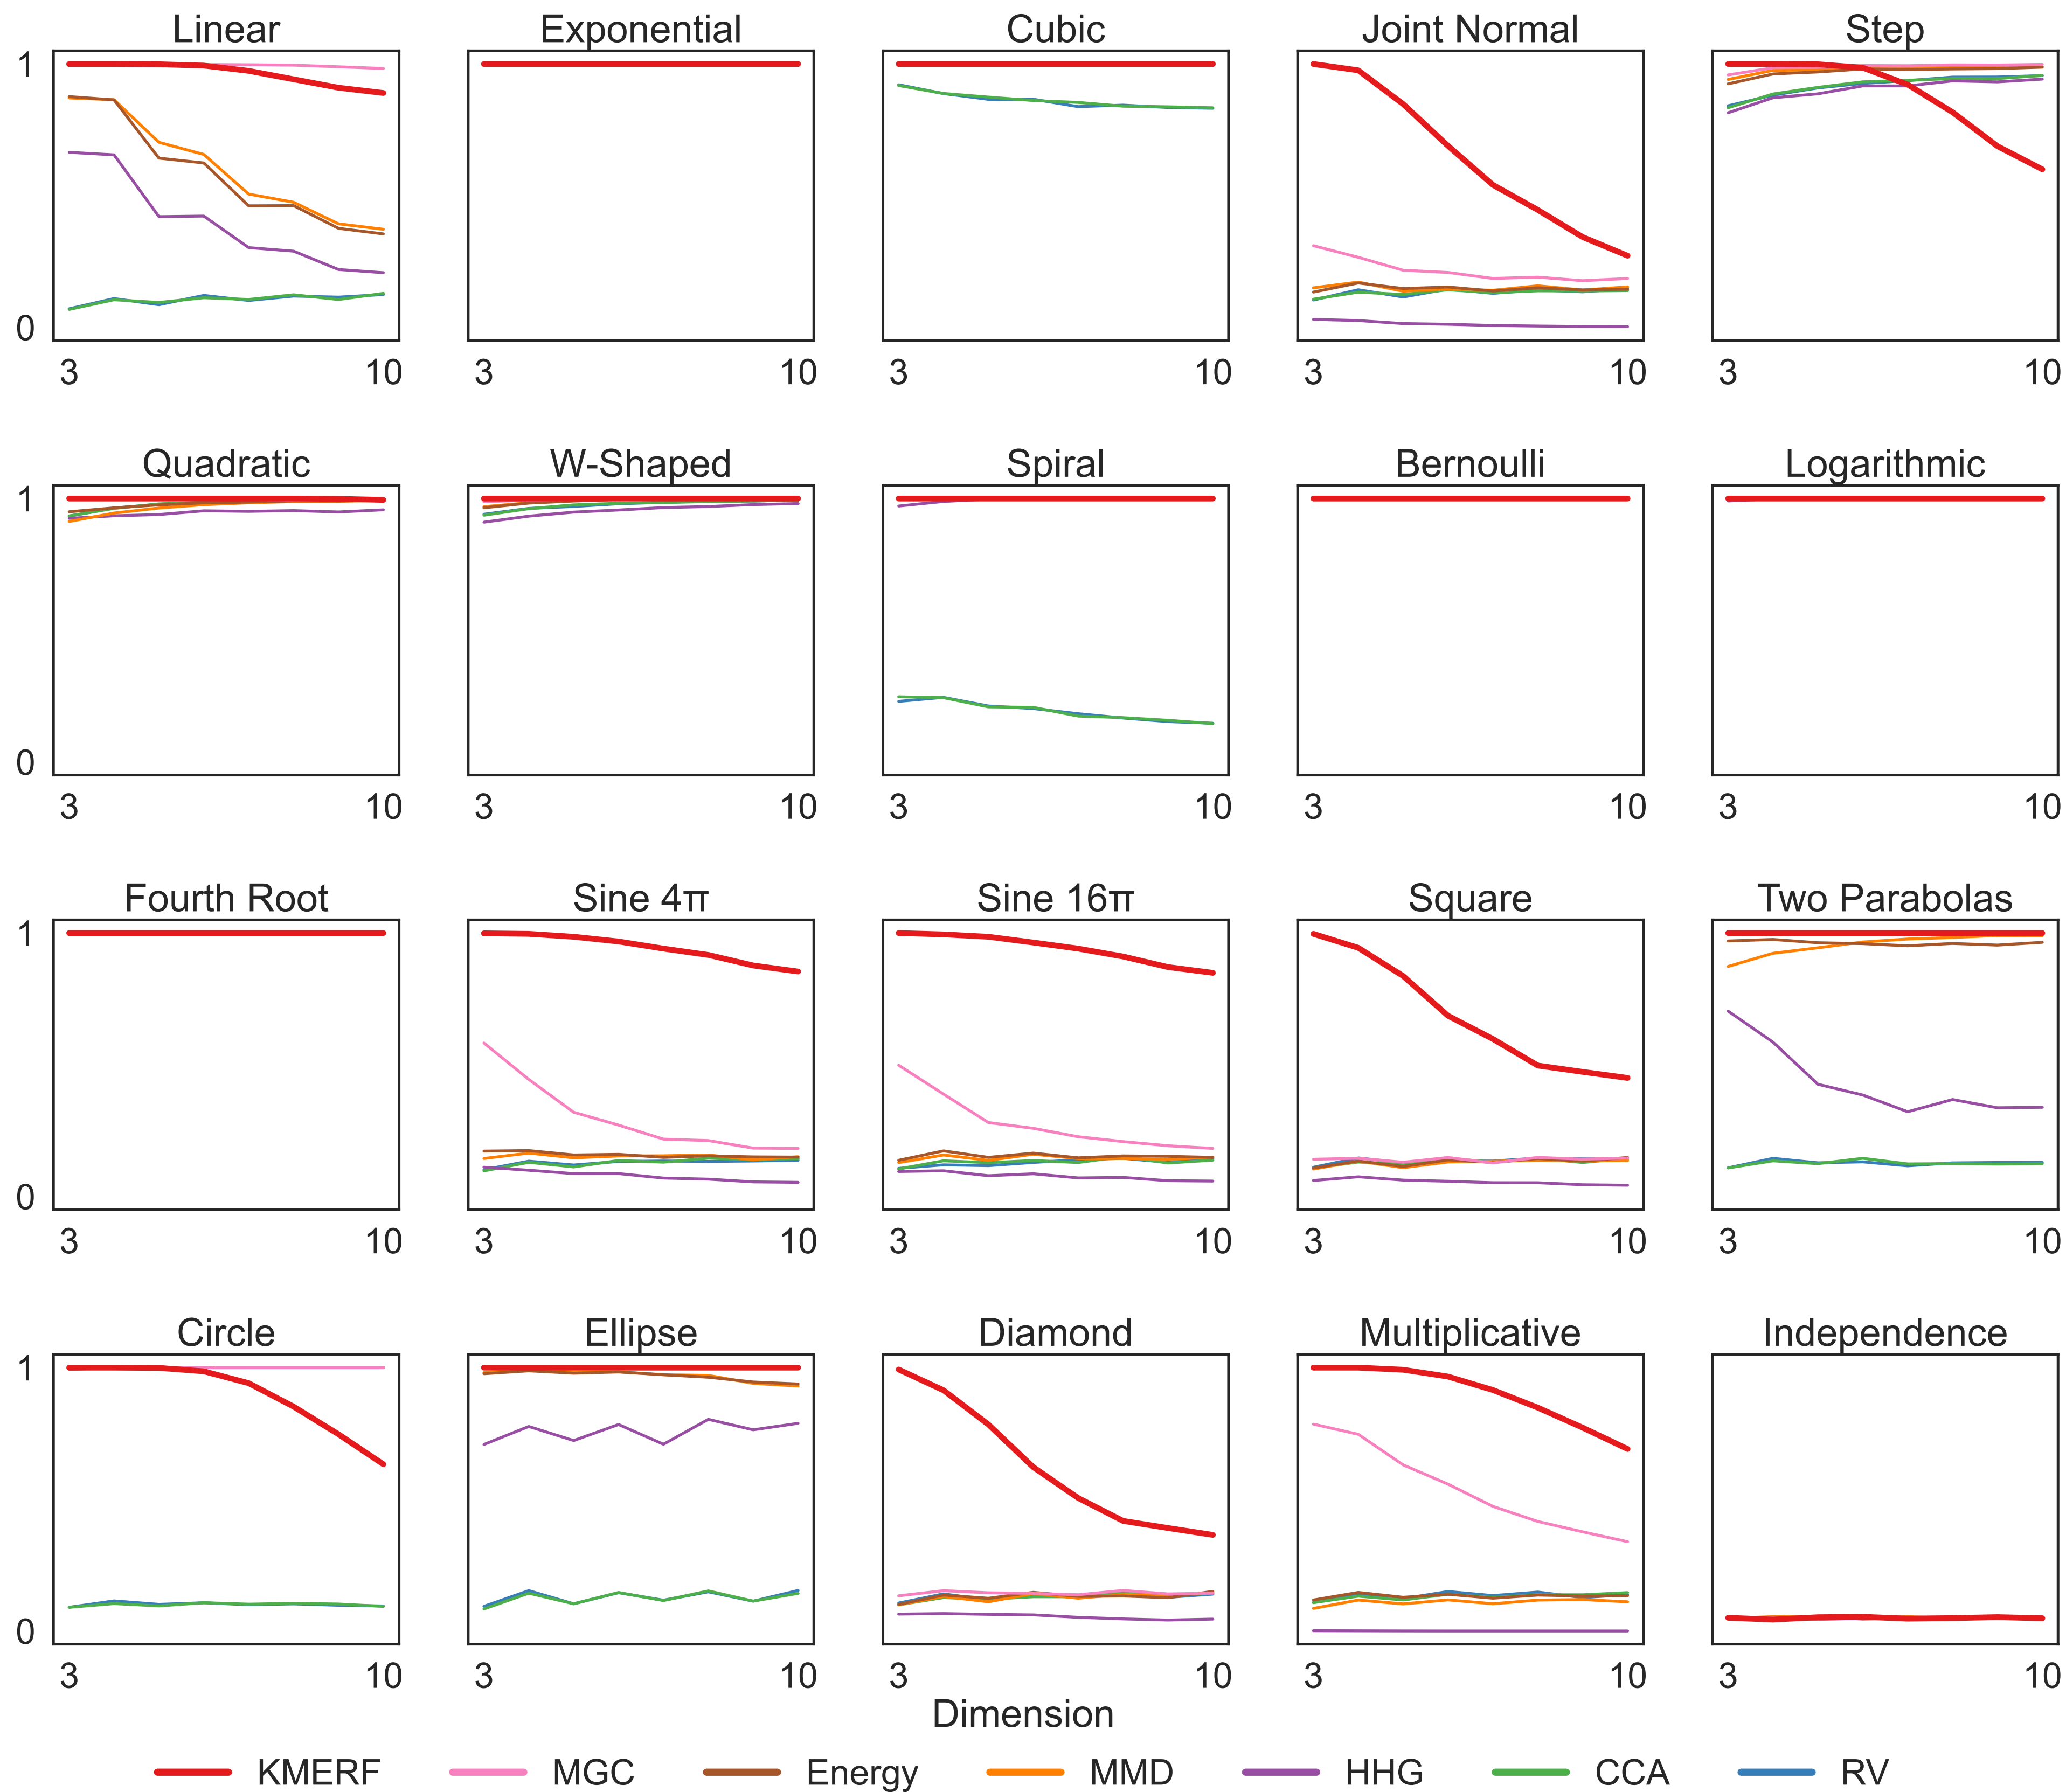 Linear Exponential Cubic Joint Normal Step
1
0
3 10 3 10 3 10 3 10 3 10
Quadratic W-Shaped Spiral Bernoulli Logarithmic
1
0
3 10 3 10 3 10 3 10 3 10
Fourth Root Sine 4π Sine 16π Square Two Parabolas
1
0
3 10 3 10 3 10 3 10 3 10
Circle Ellipse Diamond Multiplicative Independence
1
0
3 10 3 10 3 10 3 10 3 10
Dimension
KMERF MGC Energy MMD HHG CCA RV